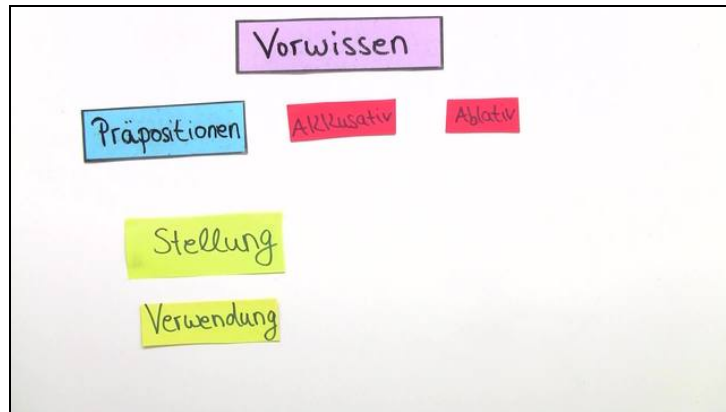 Vorwissen
Präpositionen
Akkusativ
Ablativ
Stellung
Verwendung